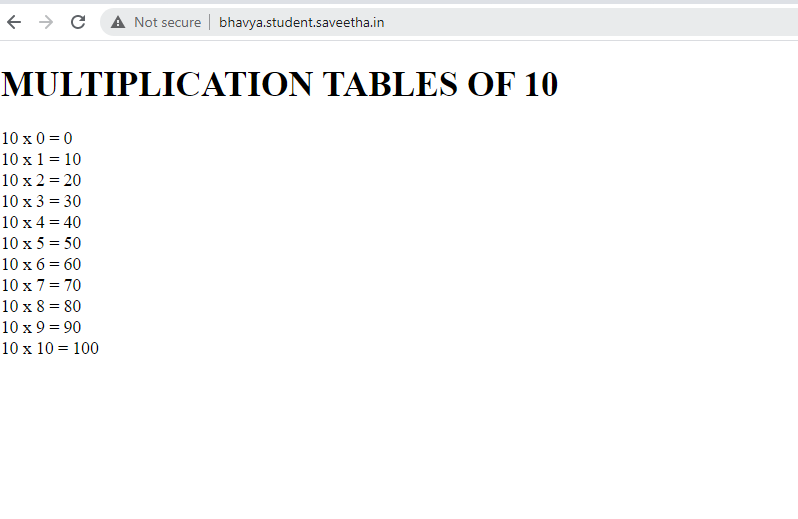 Not secure | bhavya.student.saveetha.in
MULTIPLICATION TABLES OF 10
10 x 0 = 0
10 x 1 = 10
10 x 2 = 20
10 x 3 = 30
10 x 4 = 40
10 x 5 = 50
10 x 6 = 60
10 x 7 = 70
10 x 8 = 80
10 x 9 = 90
10 x 10 = 100